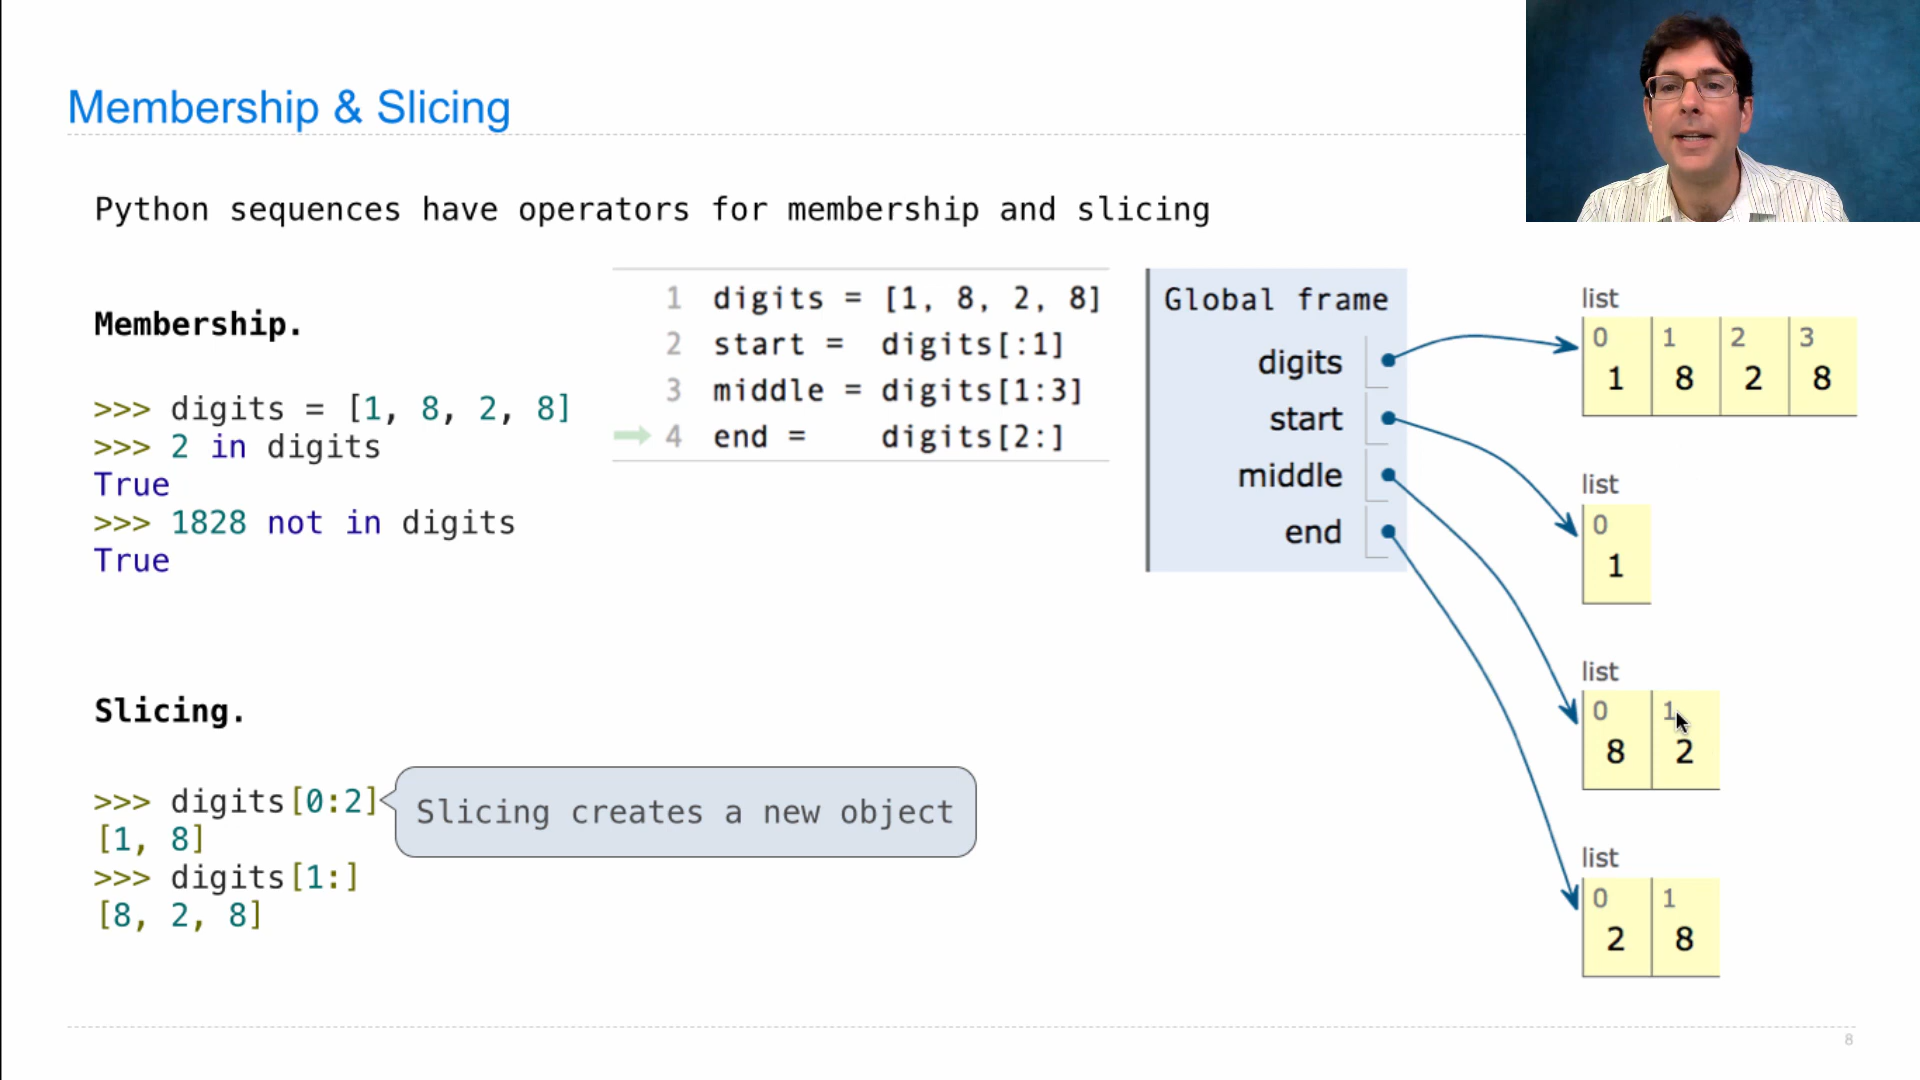 Membership & Slicing
Python sequences have operators for membership and slicing
Membership.
>>> digits = [1, 8, 2, 8]
>>> 2 in digits
True
>>> 1828 not in digits
True
Slicing.
>>> digits[0:2]
[1, 8]
>>> digits[1:]
[8, 2, 8]
Slicing creates a new object
1 digits = [1, 8, 2, 8]
2 start = digits[:1]
3 middle = digits[1:3]
4 end = digits[2:]
Global frame
digits
start
middle
end
list
0 1 2 3
1 8 2 8
list
0
1
list
0 1
8 2
list
0 1
2 8
8